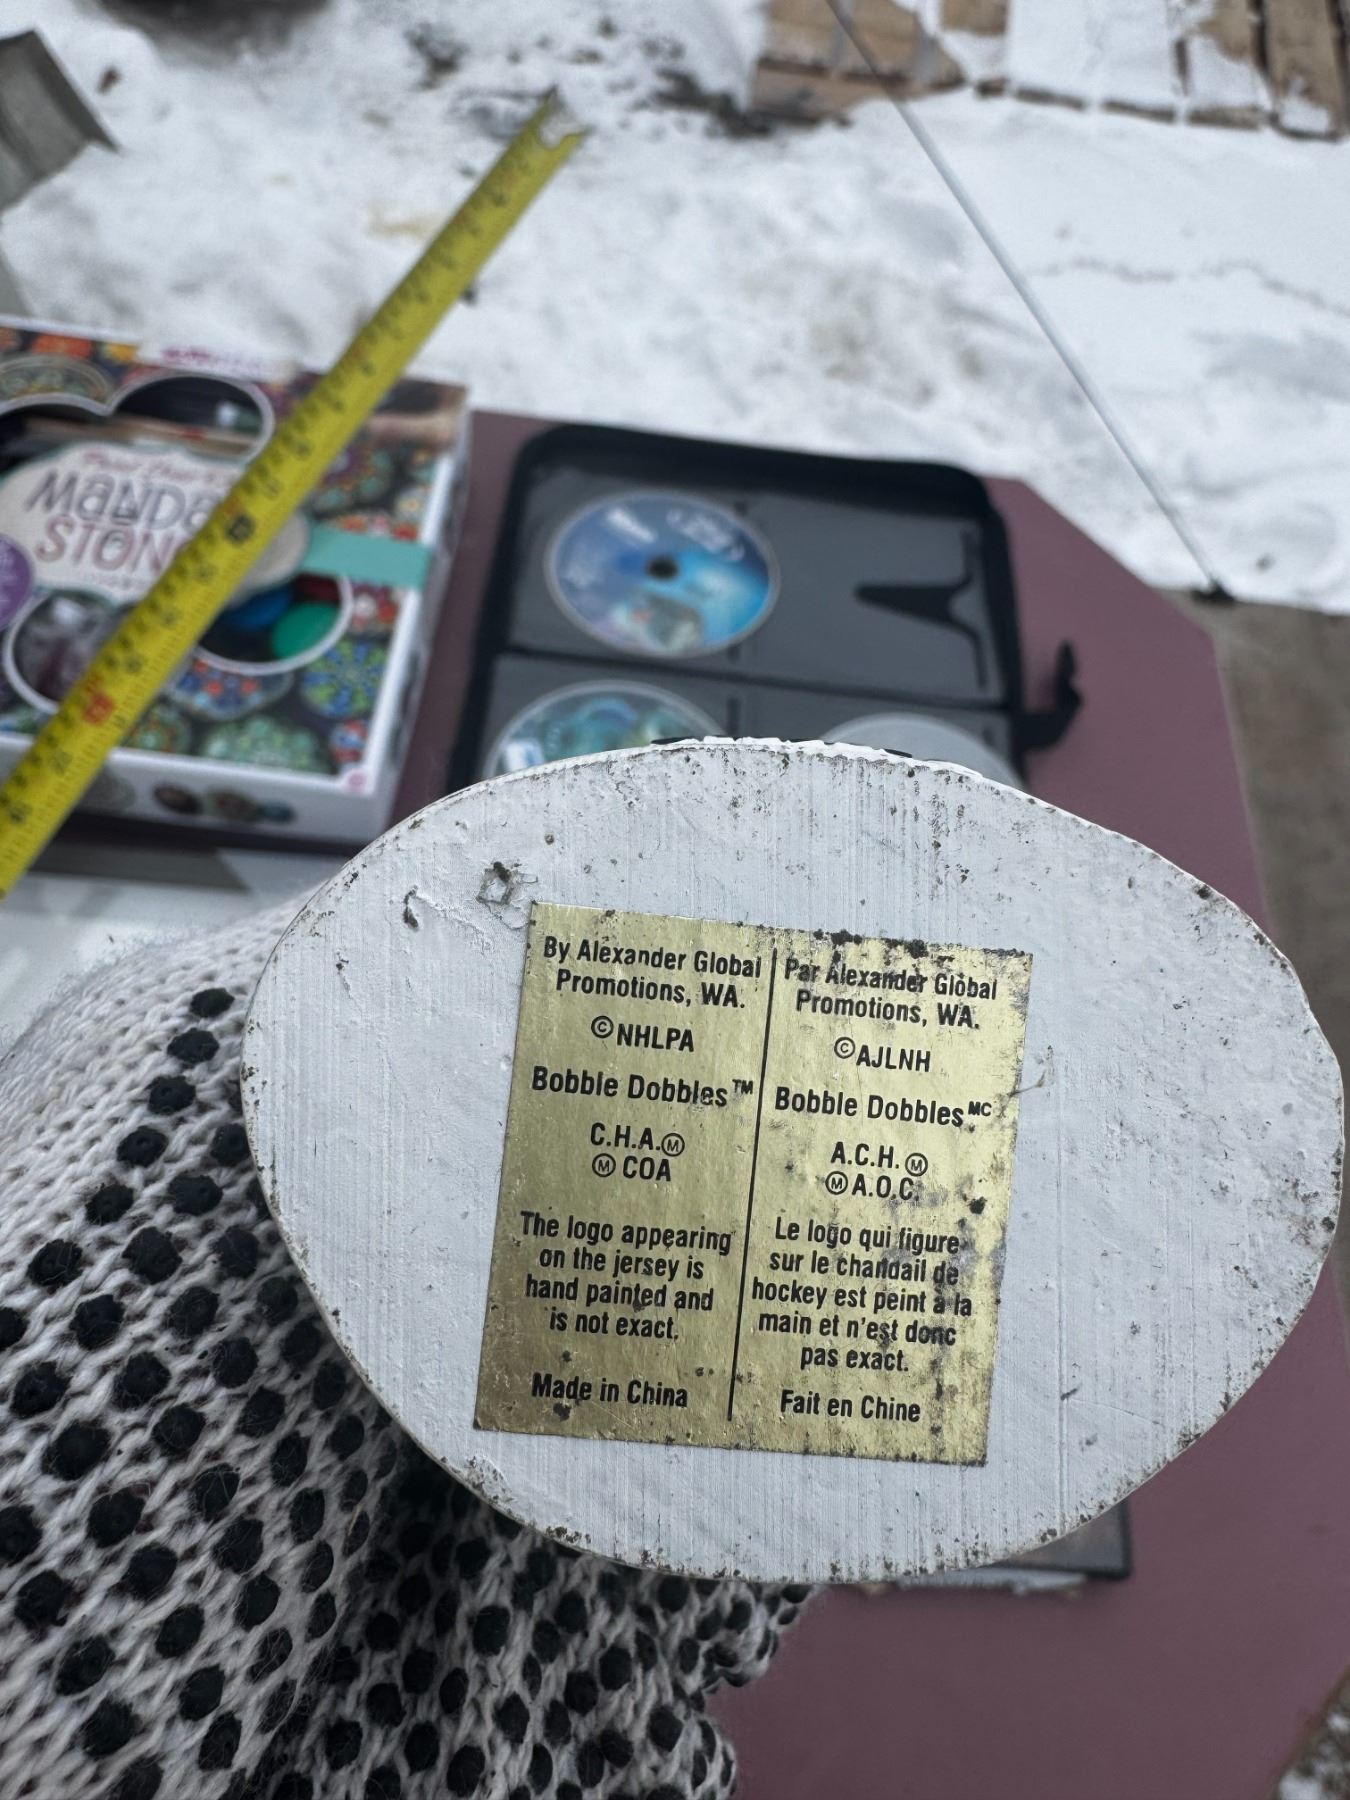 MaNDa
STON
By Alexander Global
Promotions, WA.
©NHLPA
Bobble Dobbles™
C.H.A.Ⓜ
Ⓜ COA
The logo appearing
on the jersey is
hand painted and
is not exact.
Made in China
Par Alexander Global
Promotions, WA.
©AJLNH
Bobble Dobbles MC
A.C.H. Ⓜ
Ⓜ A.O.C.
Le logo qui figure
sur le chandail de
hockey est peint à la
main et n'est donc
pas exact.
Fait en Chine